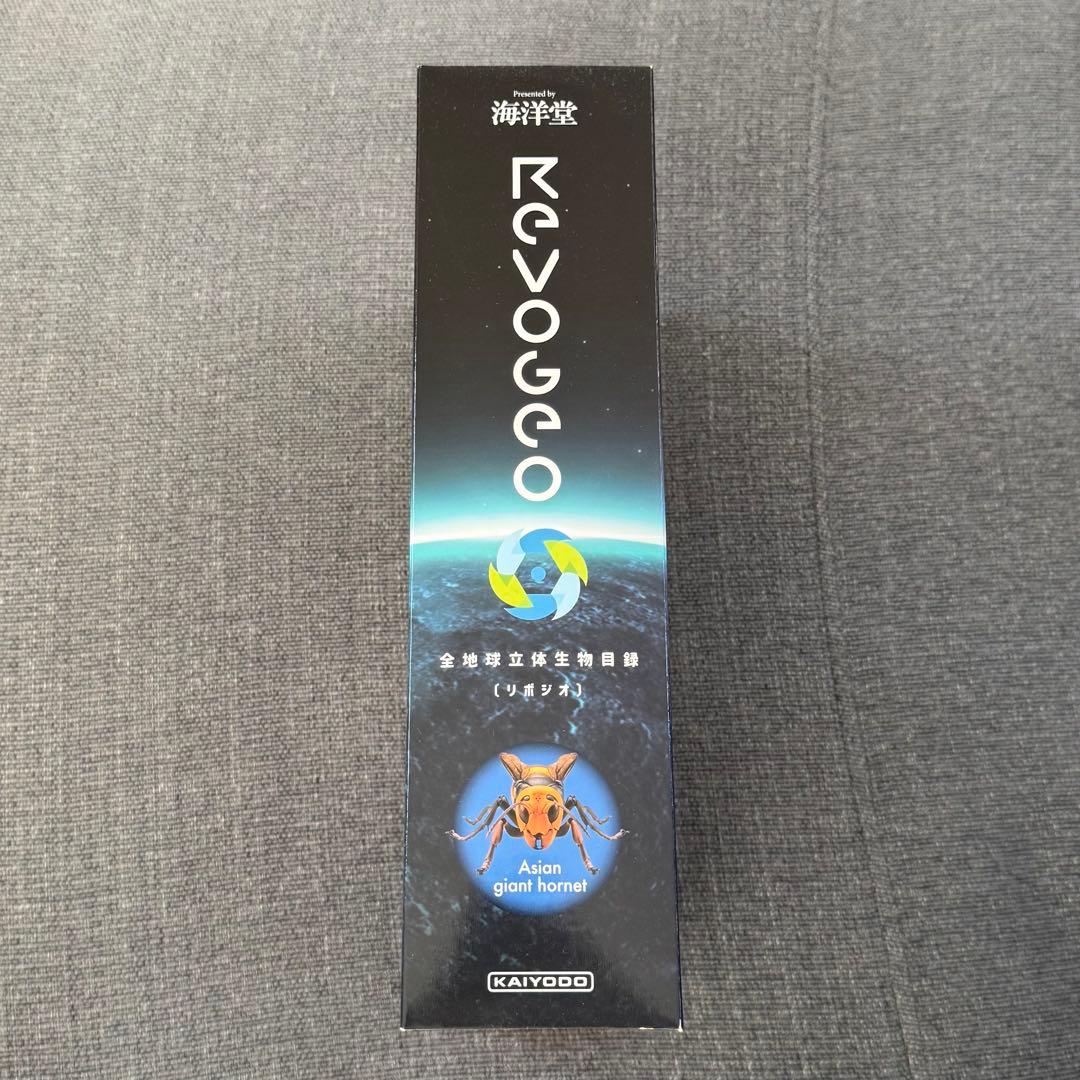 Presented by
海洋堂
RevoGeo
全地球立体生物目録
〔リボジオ〕
Asian
giant hornet
KAIYODO